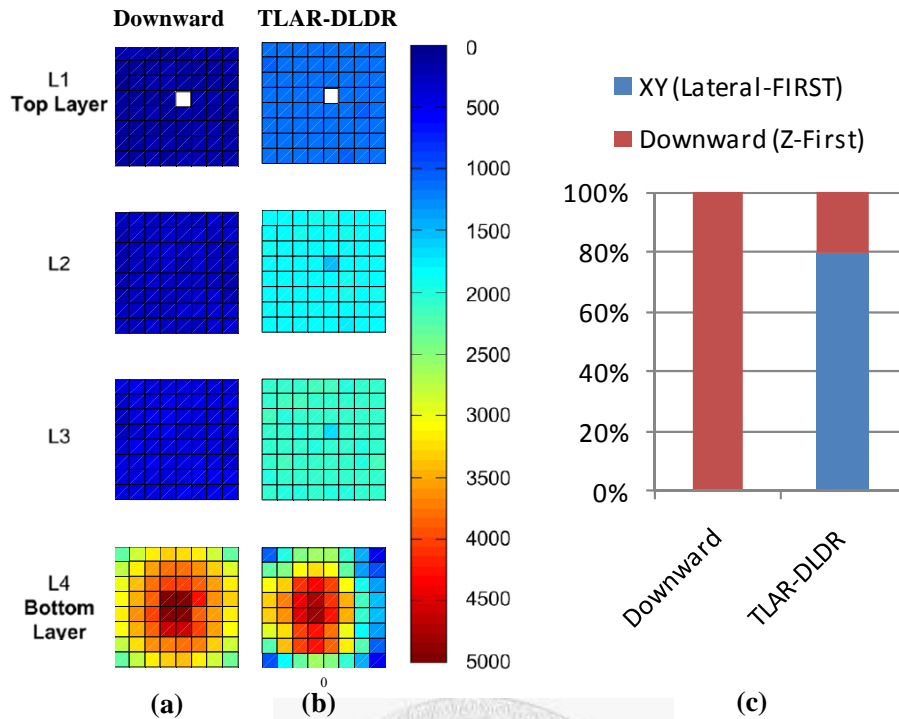 Downward
TLAR-DLDR
L1
Top Layer
L2
L3
L4
Bottom
Layer
0
500
1000
1500
2000
2500
3000
3500
4000
4500
5000
0
(a)
(b)
XY (Lateral-FIRST)
Downward (Z-First)
100%
80%
60%
40%
20%
0%
Downward
TLAR-DLDR
(c)